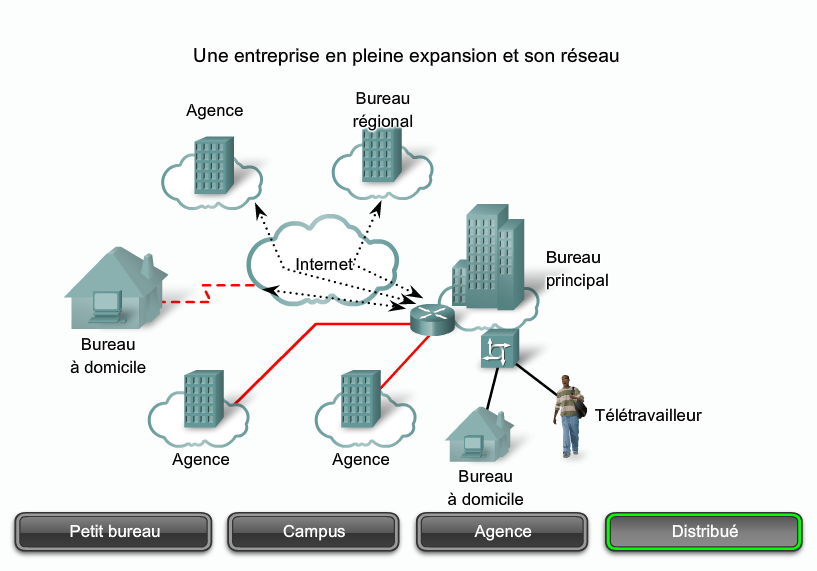 Une entreprise en pleine expansion et son réseau
Agence
Bureau
régional
Internet
Bureau
principal
Bureau
à domicile
Agence
Agence
Télétravailleur
Bureau
à domicile
Petit bureau
Campus
Agence
Distribué